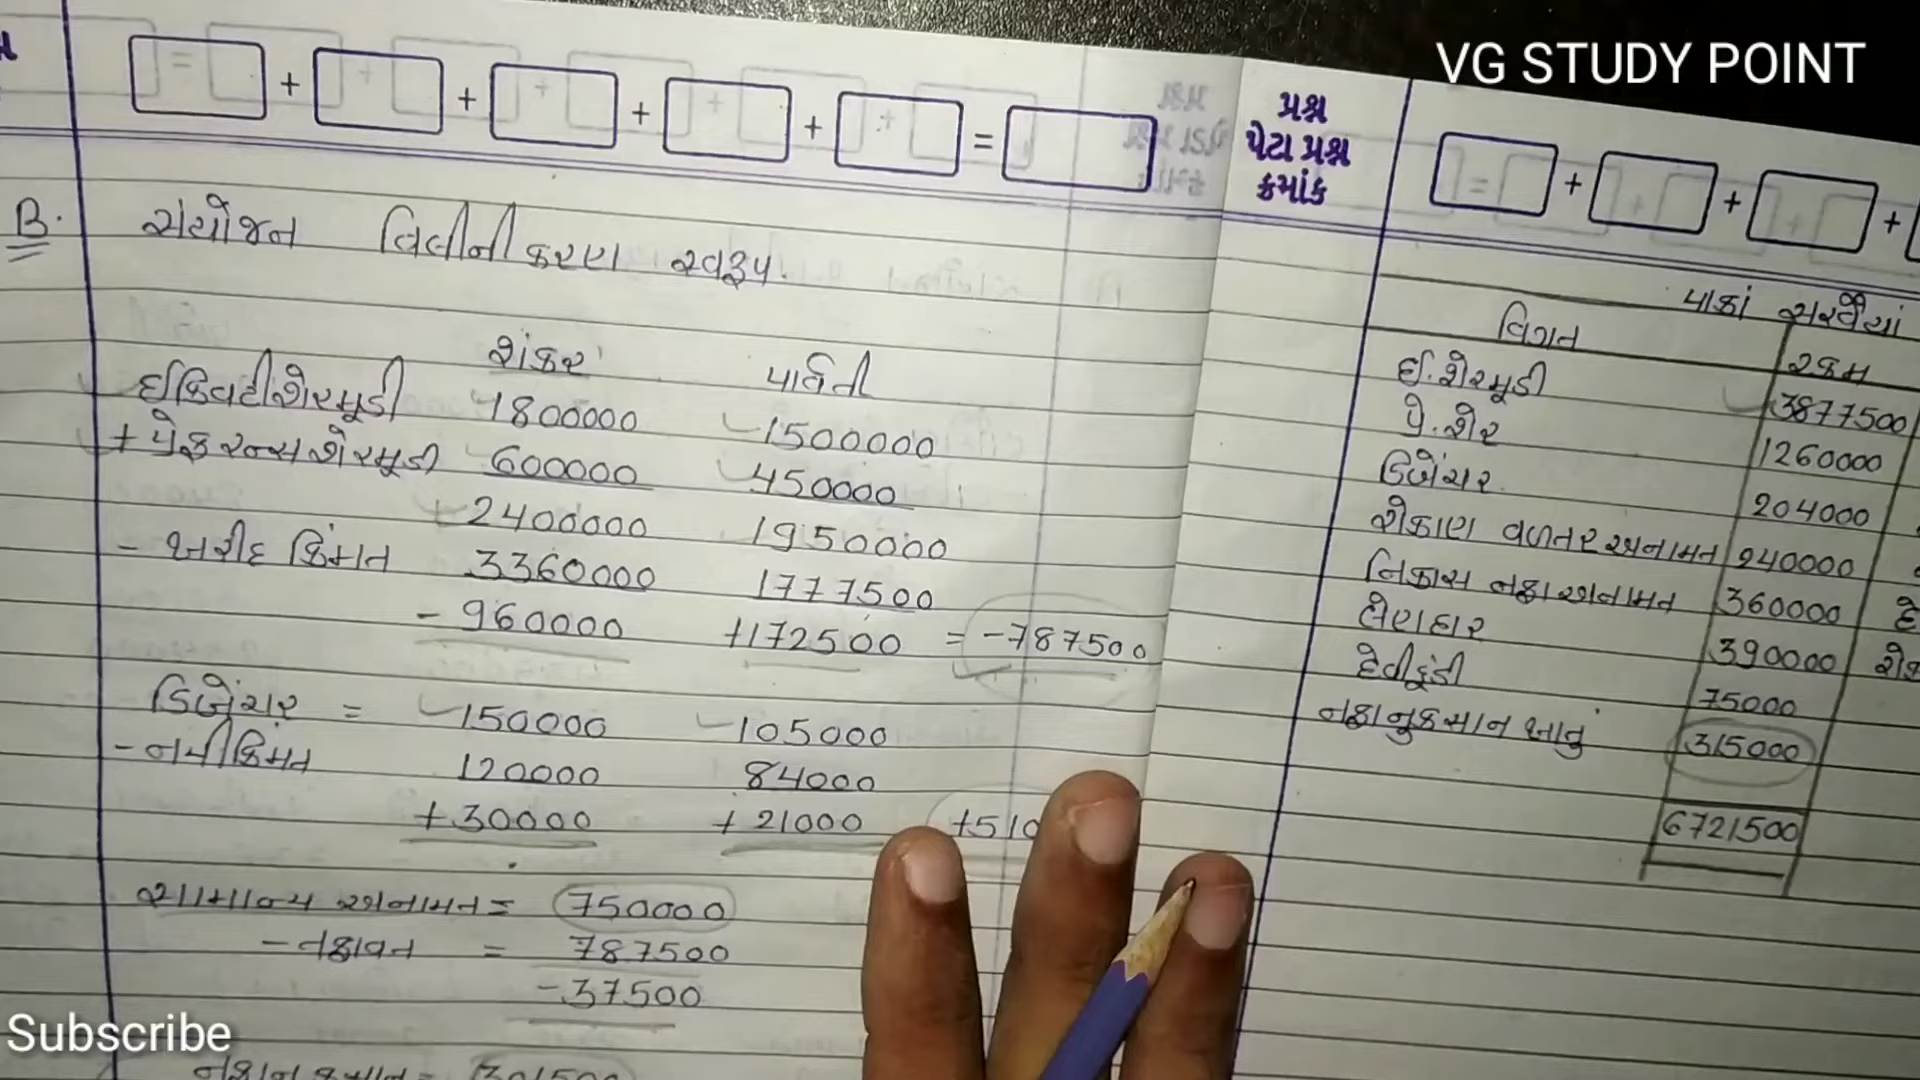 VG STUDY POINT
+ + + + =
પ્રશ્ન
પેટા પ્રશ્ન
ક્રમાંક
+ + +
B. સંયોજન વિલીનીકરણ સ્વરૂપ.
શંકર પાર્વતી
ઇક્વિટીશેરમૂડી 1800000 1500000
+ પ્રેફરન્સ શેરમૂડી 600000 450000
2400000 1950000
- ખરીદ કિંમત 3360000 1777500
- 960000 +172500 = -787500
ડિબેંચર = 150000 105000
- નવીકિંમત 120000 84000
+30000 +21000 +510
સામાન્ય અનામત = 750000
- તફાવત = 787500
-37500
પાકાં સરવૈયાં
વિગત રકમ
ઈ.શેરમૂડી 3877500
પ્રે.શેર 1260000
ડિબેંચર 204000
રોકાણ વળતર અનામત 240000
નિકાસ નફા અનામત 360000
લેણદાર 390000
દેવીહૂંડી 75000
નફાનુકસાન ખાતું 315000
6721500
Subscribe